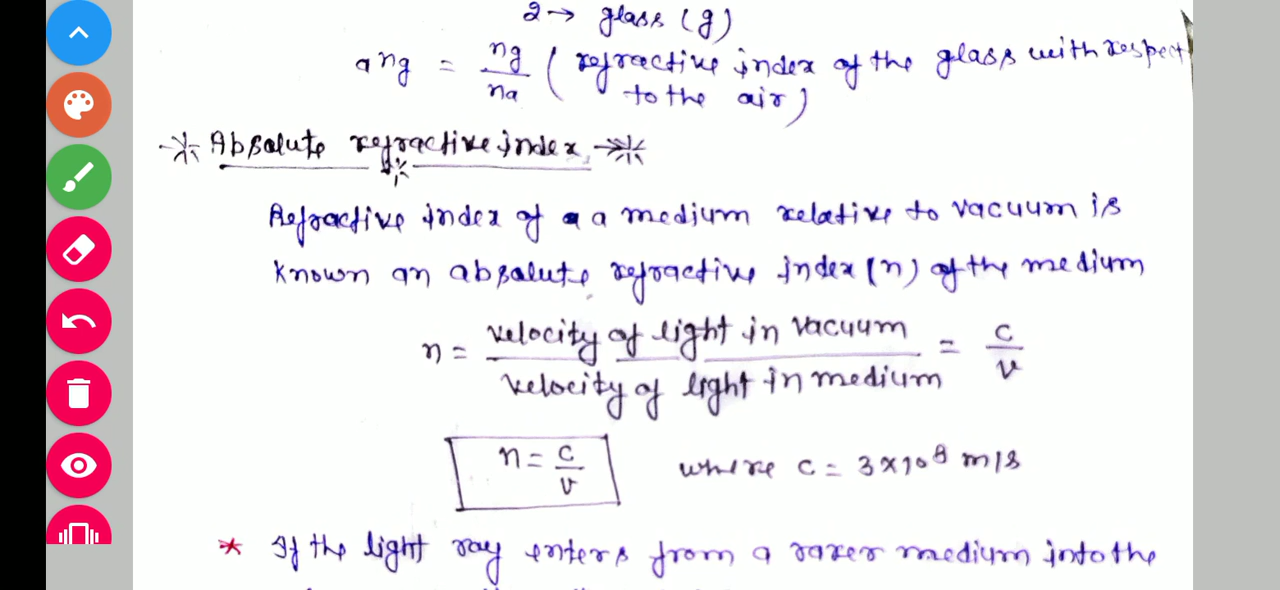 2 → glass (g)
ang = ng/na ( refractive index of the glass with respect
to the air)
Absolute refractive index →
Refractive index of a a medium relative to vacuum is
known an absolute refractive index (n) of the medium
n = velocity of light in vacuum / velocity of light in medium = c/v
n = c/v where c = 3×10⁸ m/s
* If the light ray enters from a rarer medium into the